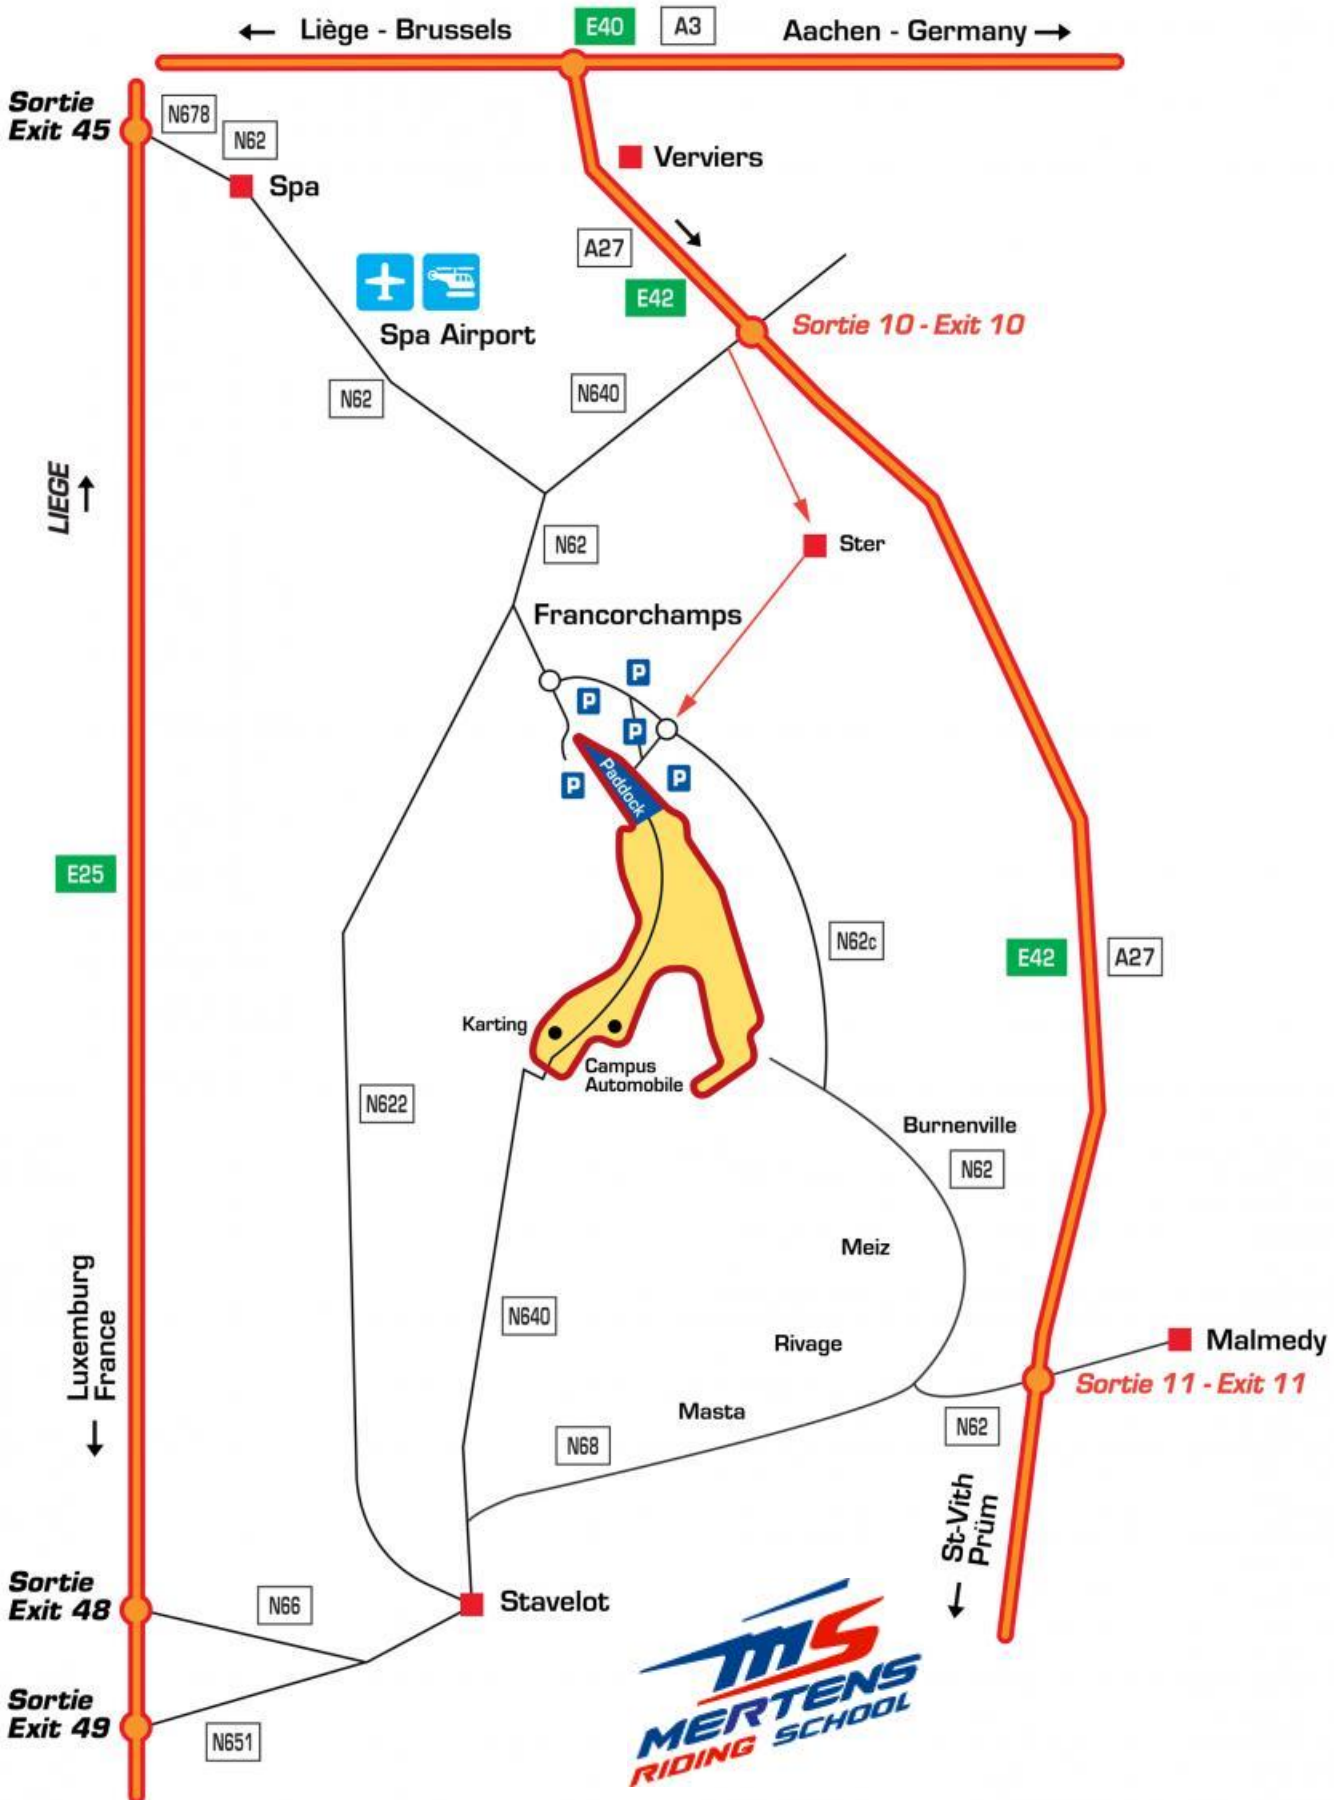 Liège - Brussels
E40
A3
Aachen - Germany
Sortie
Exit 45
N678
N62
Spa
Verviers
A27
E42
Spa Airport
Sortie 10 - Exit 10
N62
N640
LIEGE
N62
Ster
Francorchamps
P
P
P
P
P
Paddock
E25
N62c
E42
A27
Karting
Campus
Automobile
N622
Burnenville
N62
Meiz
Luxemburg
France
N640
Rivage
Malmedy
Sortie 11 - Exit 11
Masta
N62
N68
St-Vith
Prüm
Sortie
Exit 48
N66
Stavelot
Sortie
Exit 49
N651
MS
MERTENS
RIDING SCHOOL